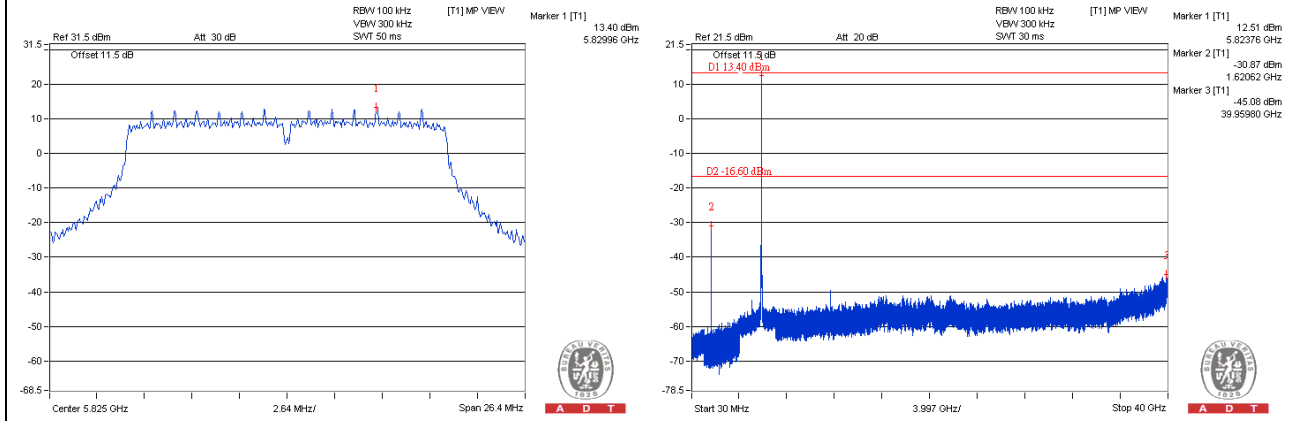 RBW 100 kHz
[T1] MP VIEW
VBW 300 kHz
Ref 31.5 dBm
Att 30 dB
SWT 50 ms
Marker 1 [T1]
13.40 dBm
5.82996 GHz
31.5
Offset 11.5 dB
20
1
10
0
-10
-20
-30
-40
-50
-60
-68.5
Center 5.825 GHz
2.64 MHz/
Span 26.4 MHz
BUREAU VERITAS
1828
A D T
RBW 100 kHz
[T1] MP VIEW
VBW 300 kHz
Ref 21.5 dBm
Att 20 dB
SWT 30 ms
Marker 1 [T1]
12.51 dBm
5.82376 GHz
Marker 2 [T1]
-30.87 dBm
1.62062 GHz
Marker 3 [T1]
-45.08 dBm
39.95980 GHz
21.5
Offset 11.5 dB
1
D1 13.40 dBm
10
0
-10
D2 -16.60 dBm
-20
2
-30
3
-40
-50
-60
-70
-78.5
Start 30 MHz
3.997 GHz/
Stop 40 GHz
BUREAU VERITAS
1828
A D T